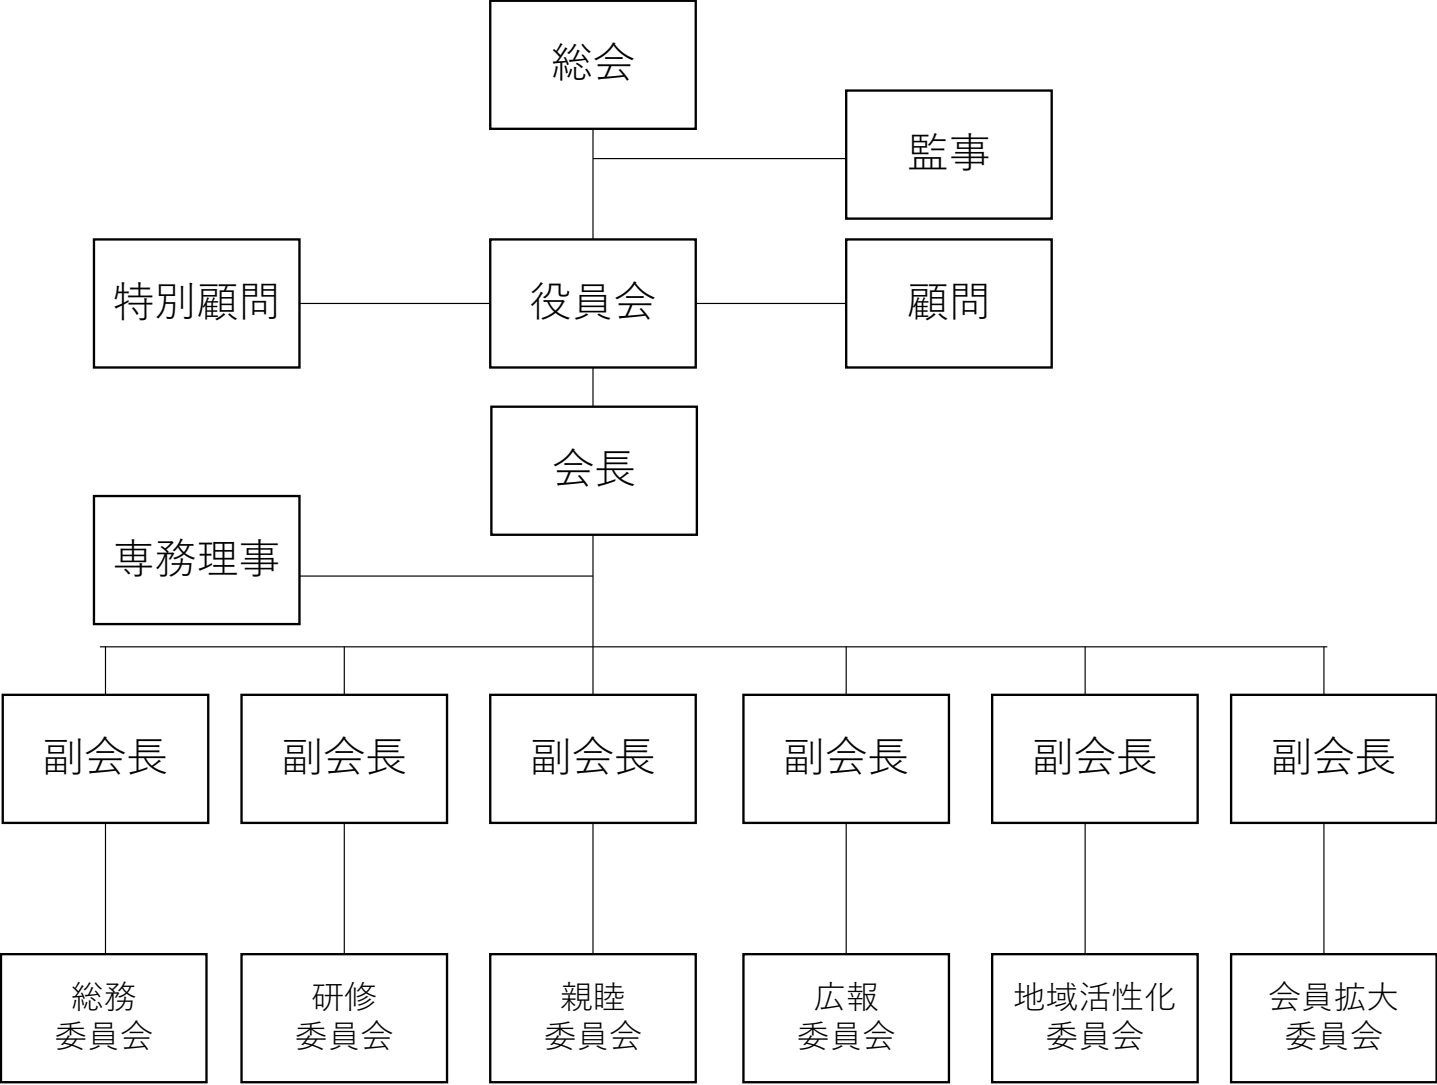 総会
監事
特別顧問
役員会
顧問
会長
専務理事
副会長
副会長
副会長
副会長
副会長
副会長
総務
委員会
研修
委員会
親睦
委員会
広報
委員会
地域活性化
委員会
会員拡大
委員会